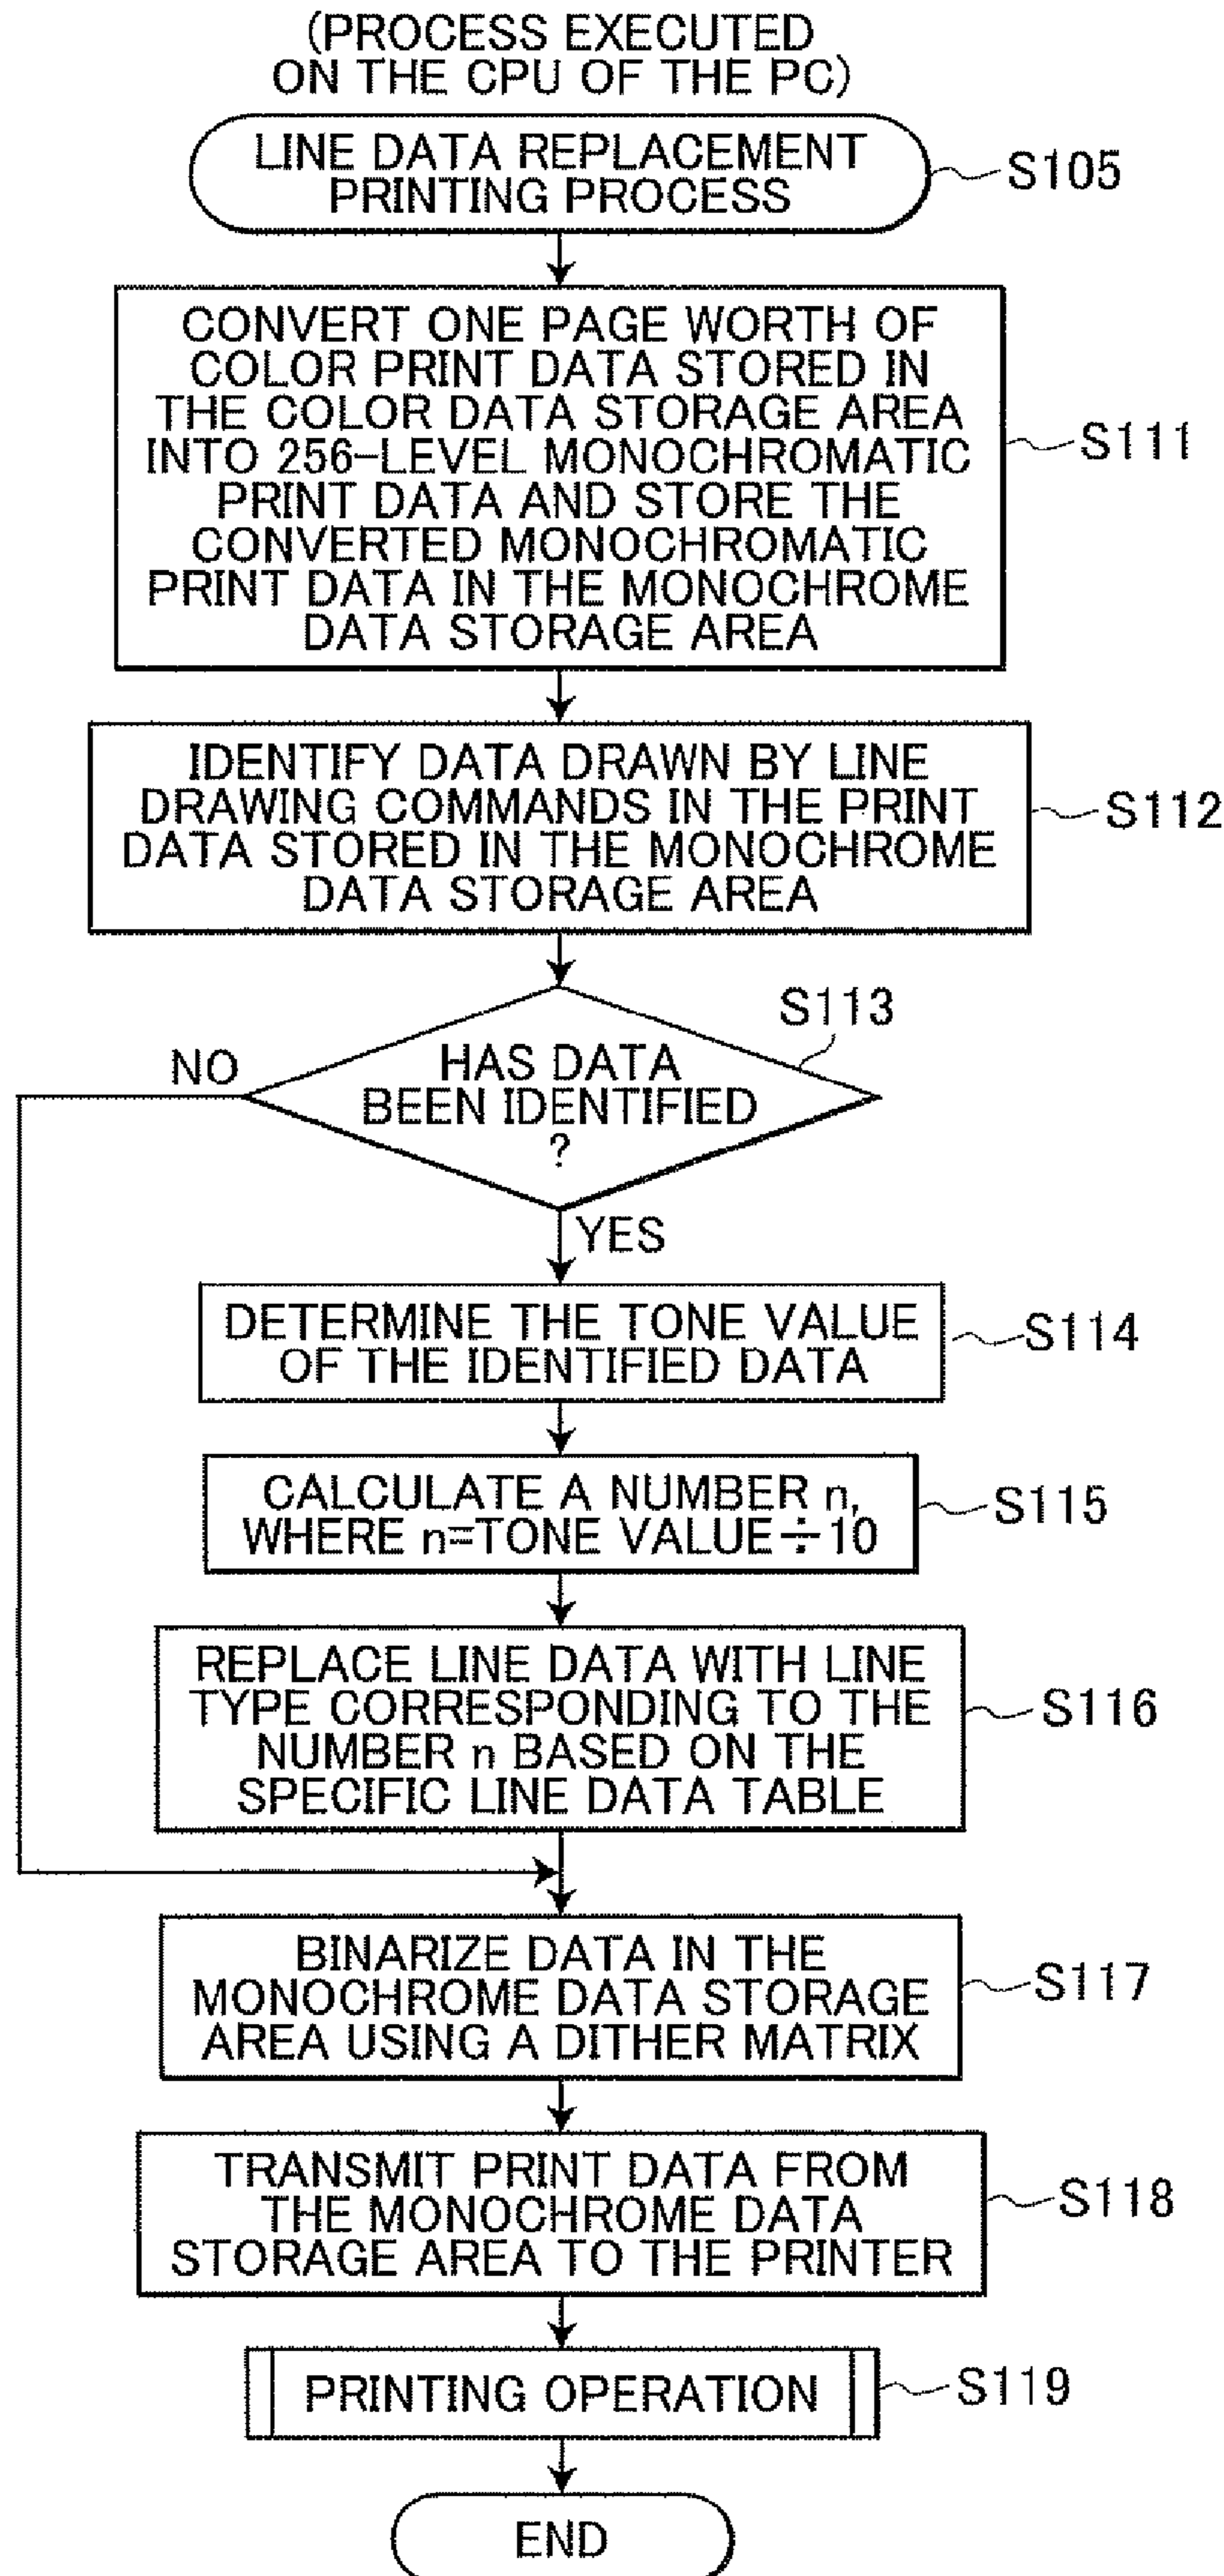 (PROCESS EXECUTED
ON THE CPU OF THE PC)
LINE DATA REPLACEMENT
PRINTING PROCESS
S105
CONVERT ONE PAGE WORTH OF
COLOR PRINT DATA STORED IN
THE COLOR DATA STORAGE AREA
INTO 256-LEVEL MONOCHROMATIC
PRINT DATA AND STORE THE
CONVERTED MONOCHROMATIC
PRINT DATA IN THE MONOCHROME
DATA STORAGE AREA
S111
IDENTIFY DATA DRAWN BY LINE
DRAWING COMMANDS IN THE PRINT
DATA STORED IN THE MONOCHROME
DATA STORAGE AREA
S112
S113
HAS DATA
BEEN IDENTIFIED
?
NO
YES
DETERMINE THE TONE VALUE
OF THE IDENTIFIED DATA
S114
CALCULATE A NUMBER n,
WHERE n=TONE VALUE÷10
S115
REPLACE LINE DATA WITH LINE
TYPE CORRESPONDING TO THE
NUMBER n BASED ON THE
SPECIFIC LINE DATA TABLE
S116
BINARIZE DATA IN THE
MONOCHROME DATA STORAGE
AREA USING A DITHER MATRIX
S117
TRANSMIT PRINT DATA FROM
THE MONOCHROME DATA
STORAGE AREA TO THE PRINTER
S118
PRINTING OPERATION
S119
END